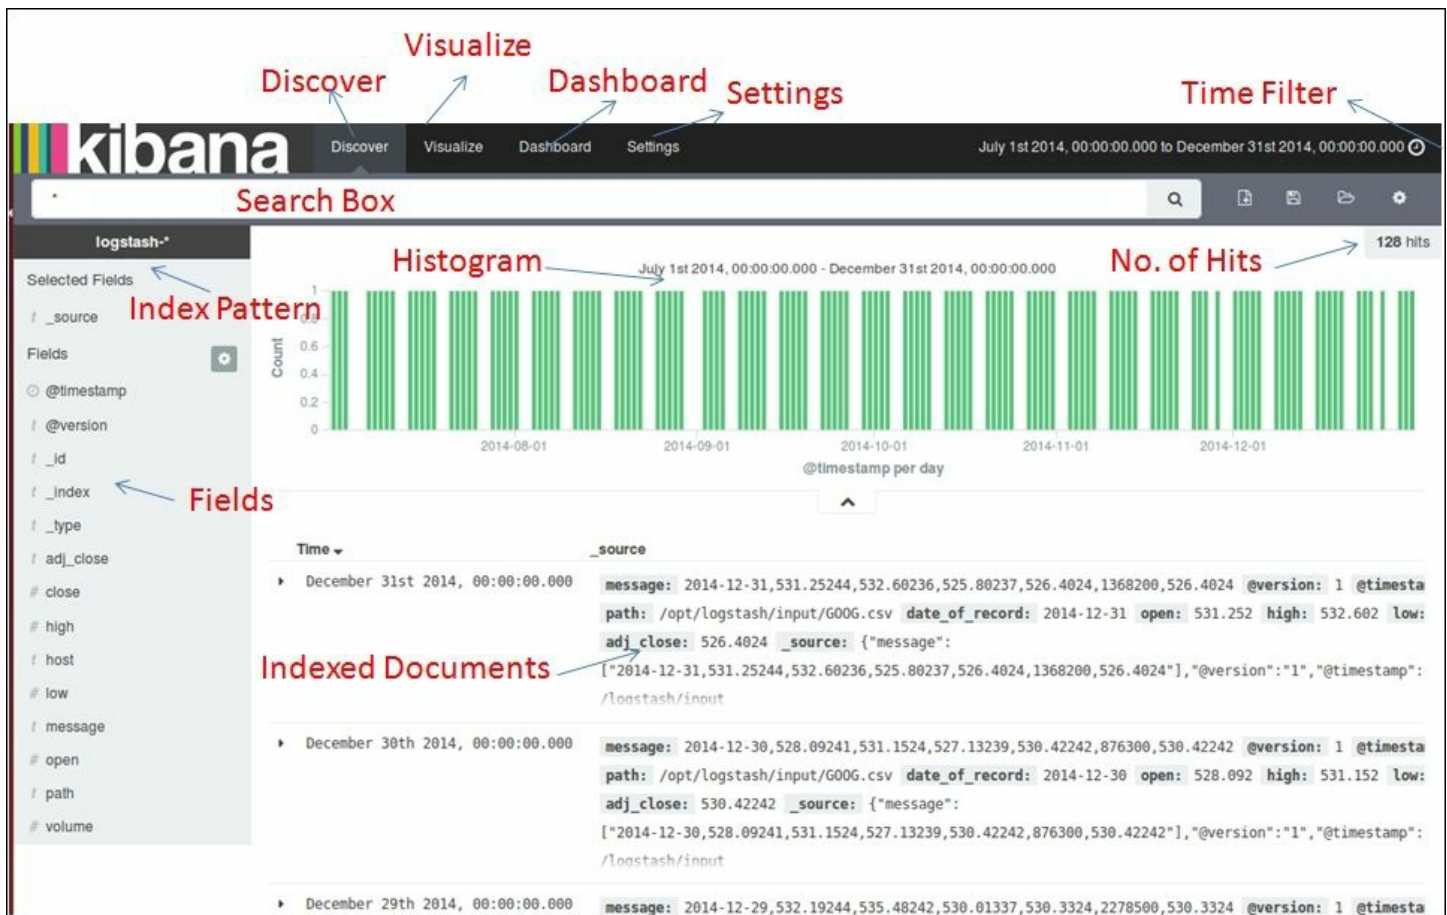 Visualize
Discover
Dashboard
Settings
Time Filter
kibana
Discover Visualize Dashboard Settings July 1st 2014, 00:00:00.000 to December 31st 2014, 00:00:00.000
*
Search Box
logstash-*
128 hits
Histogram
No. of Hits
July 1st 2014, 00:00:00.000 - December 31st 2014, 00:00:00.000
Selected Fields
Index Pattern
t _source
Fields
@timestamp
t @version
t _id
t _index
Fields
t _type
t adj_close
# close
# high
t host
# low
t message
# open
t path
# volume
Count
1
0.8
0.6
0.4
0.2
0
2014-08-01 2014-09-01 2014-10-01 2014-11-01 2014-12-01
@timestamp per day
Time _source
December 31st 2014, 00:00:00.000 message: 2014-12-31,531.25244,532.60236,525.80237,526.4024,1368200,526.4024 @version: 1 @timesta
path: /opt/logstash/input/GOOG.csv date_of_record: 2014-12-31 open: 531.252 high: 532.602 low:
adj_close: 526.4024 _source: {"message":
Indexed Documents
["2014-12-31,531.25244,532.60236,525.80237,526.4024,1368200,526.4024"],"@version":"1","@timestamp":
/logstash/input
December 30th 2014, 00:00:00.000 message: 2014-12-30,528.09241,531.1524,527.13239,530.42242,876300,530.42242 @version: 1 @timesta
path: /opt/logstash/input/GOOG.csv date_of_record: 2014-12-30 open: 528.092 high: 531.152 low:
adj_close: 530.42242 _source: {"message":
["2014-12-30,528.09241,531.1524,527.13239,530.42242,876300,530.42242"],"@version":"1","@timestamp":
/logstash/input
December 29th 2014, 00:00:00.000 message: 2014-12-29,532.19244,535.48242,530.01337,530.3324,2278500,530.3324 @version: 1 @timesta